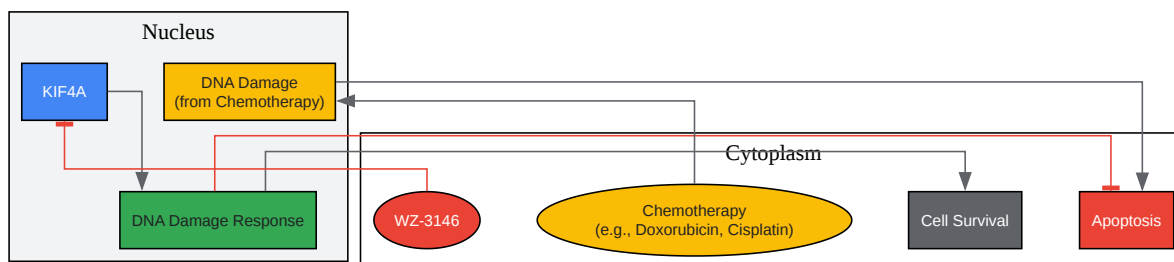 Nucleus
KIF4A
DNA Damage
(from Chemotherapy)
Cytoplasm
DNA Damage Response
WZ-3146
Chemotherapy
(e.g., Doxorubicin, Cisplatin)
Cell Survival
Apoptosis